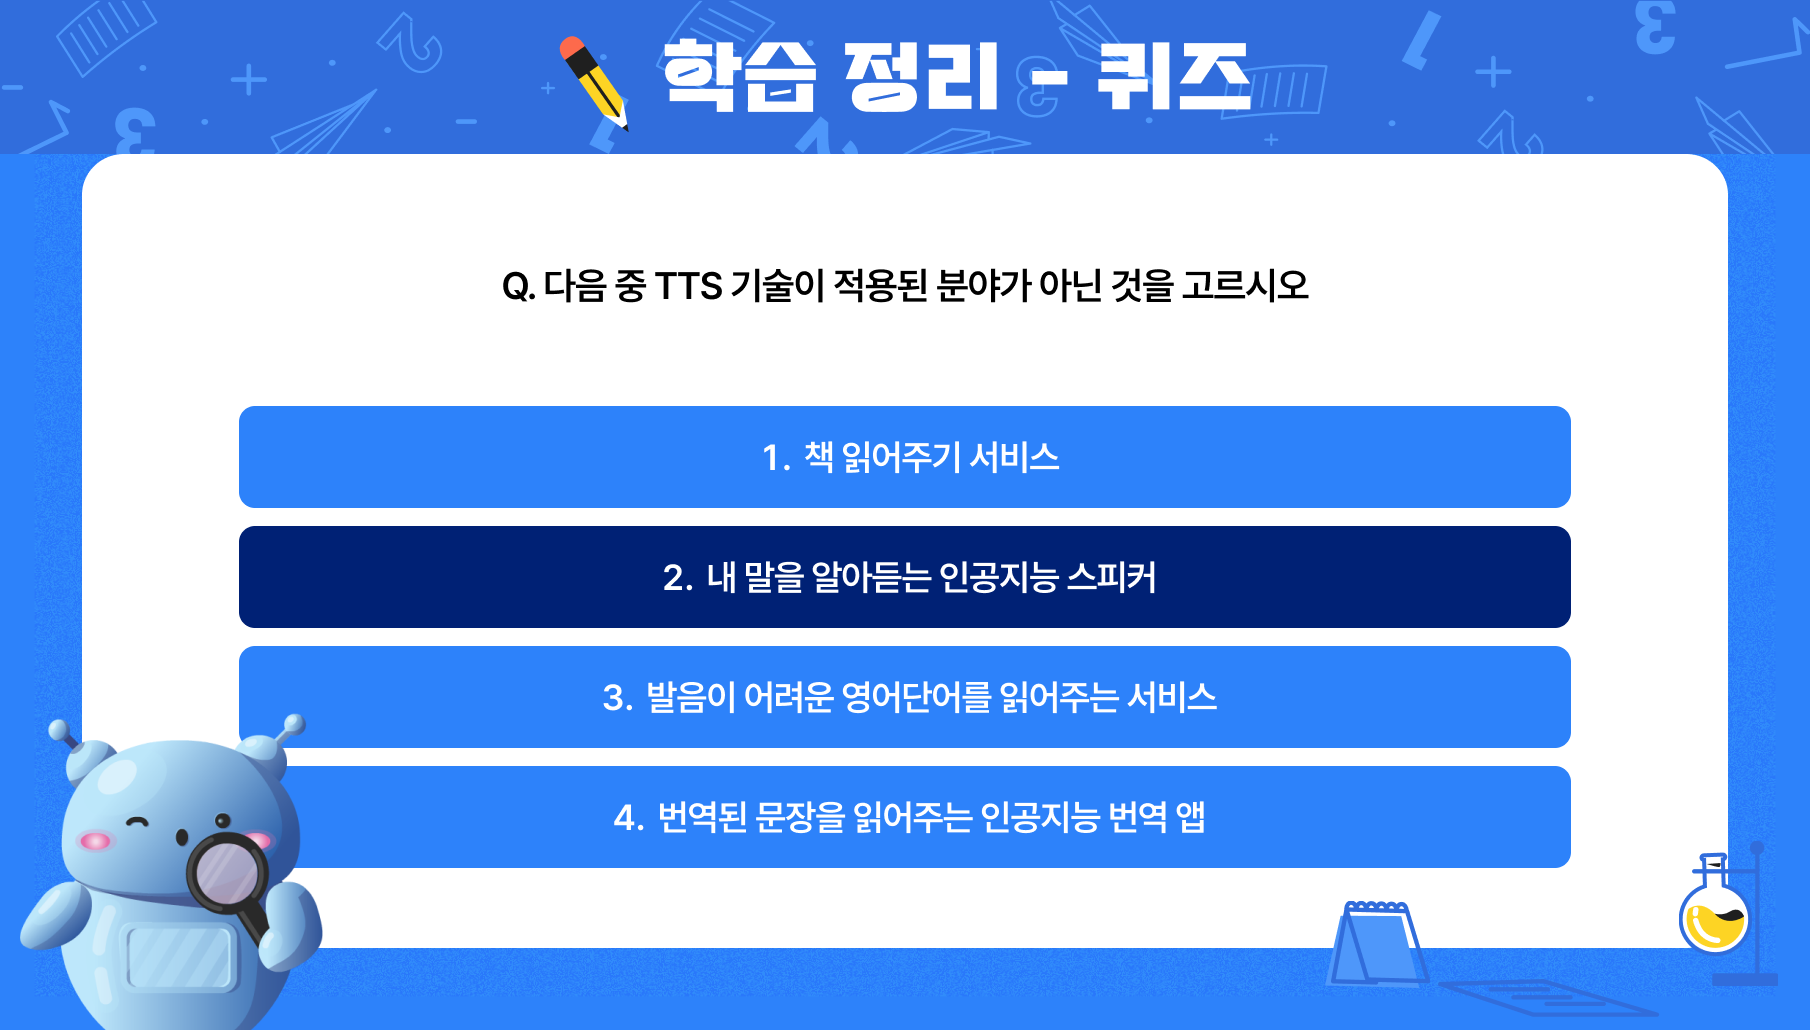 학습 정리 - 퀴즈
Q. 다음 중 TTS 기술이 적용된 분야가 아닌 것을 고르시오
1. 책 읽어주기 서비스
2. 내 말을 알아듣는 인공지능 스피커
3. 발음이 어려운 영어단어를 읽어주는 서비스
4. 번역된 문장을 읽어주는 인공지능 번역 앱